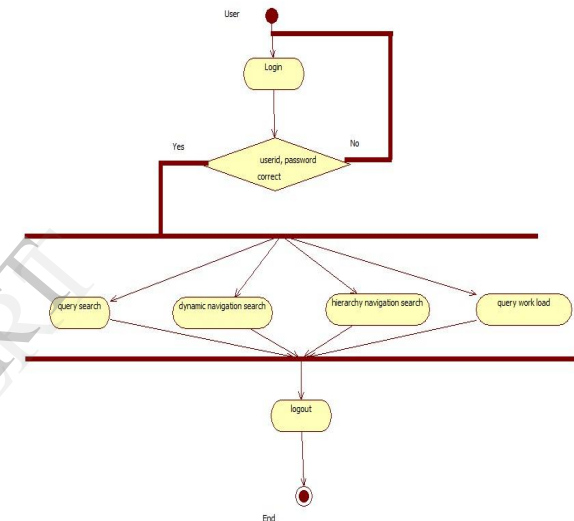 User
Login
Yes
No
userid, password
correct
query search
dynamic navigation search
hierarchy navigation search
query work load
logout
End